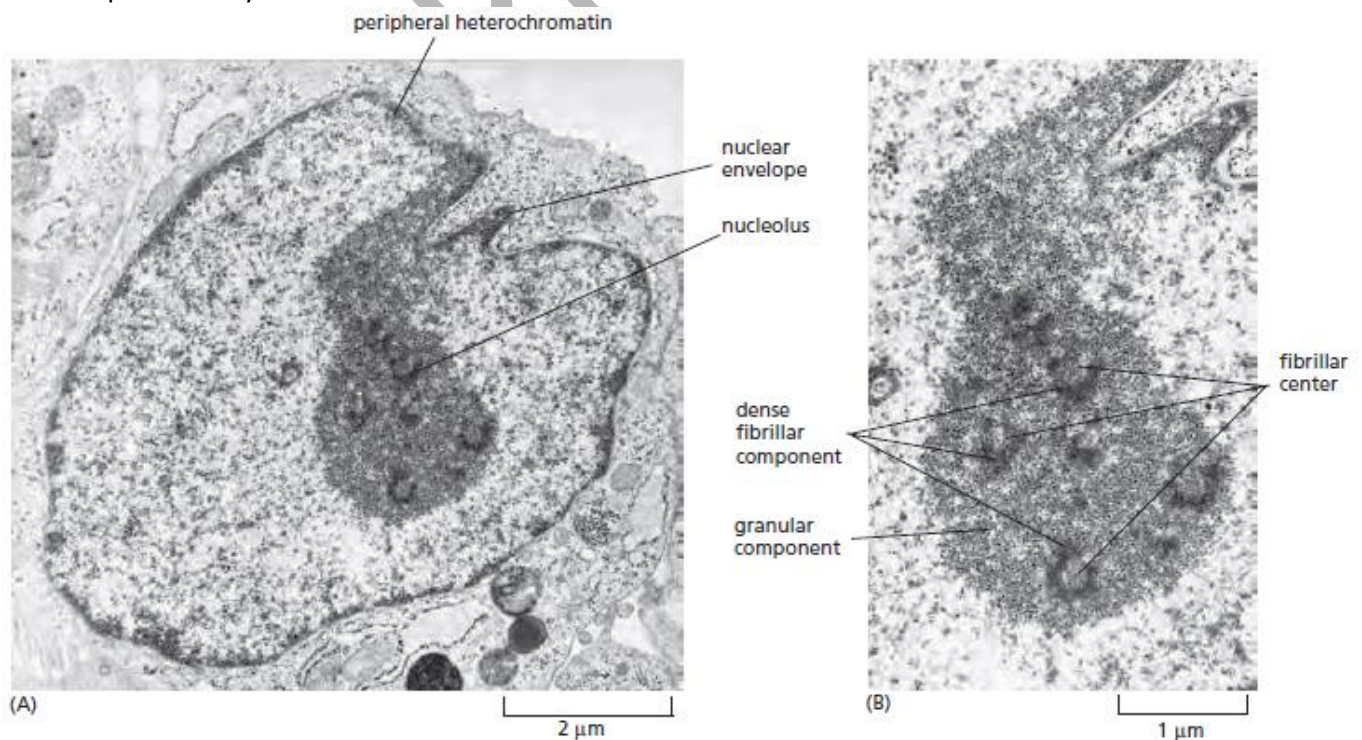 peripheral heterochromatin
nuclear
envelope
nucleolus
fibrillar
center
dense
fibrillar
component
granular
component
(A)
2 μm
(B)
1 μm